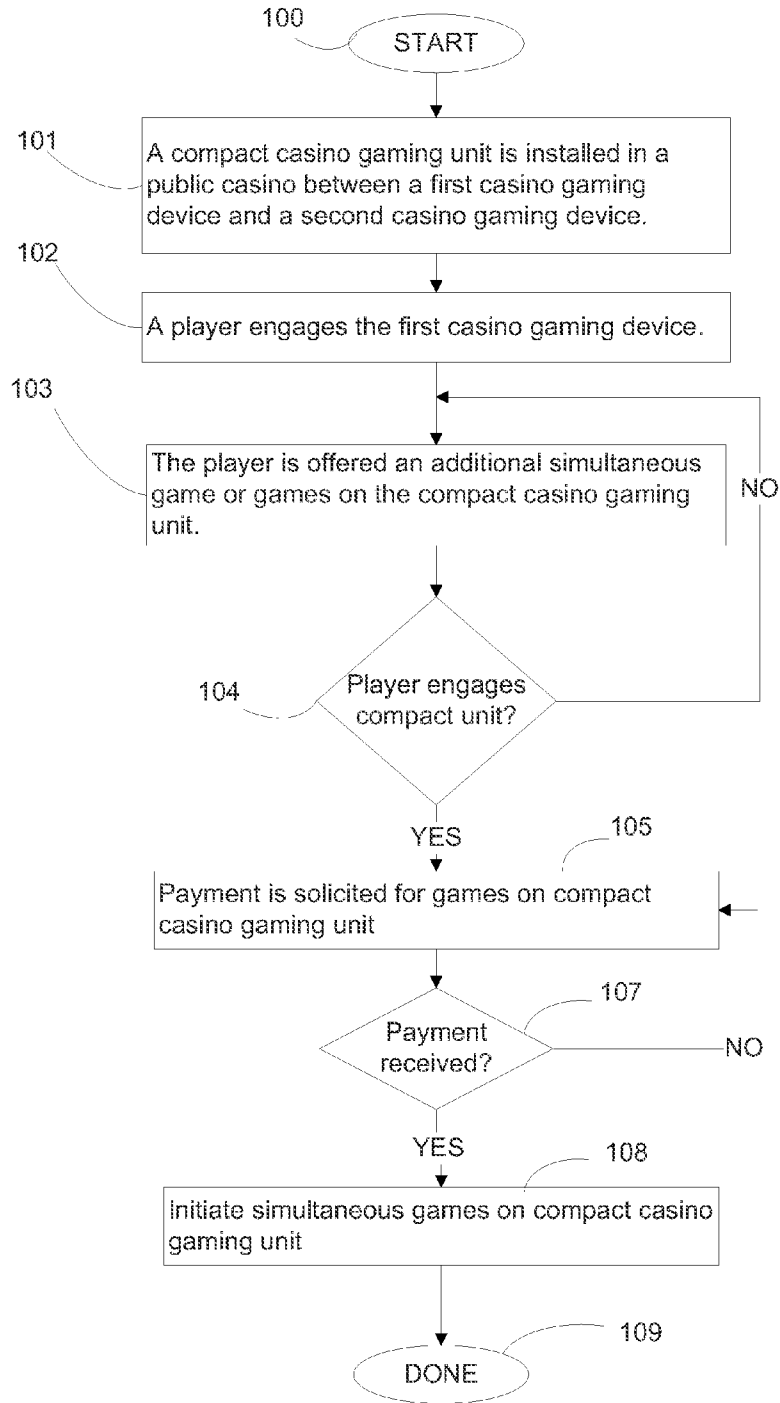 100
START
101
A compact casino gaming unit is installed in a
public casino between a first casino gaming
device and a second casino gaming device.
102
A player engages the first casino gaming device.
103
The player is offered an additional simultaneous
game or games on the compact casino gaming
unit.
NO
104
Player engages
compact unit?
YES
105
Payment is solicited for games on compact
casino gaming unit
107
Payment
received?
NO
YES
108
Initiate simultaneous games on compact casino
gaming unit
109
DONE